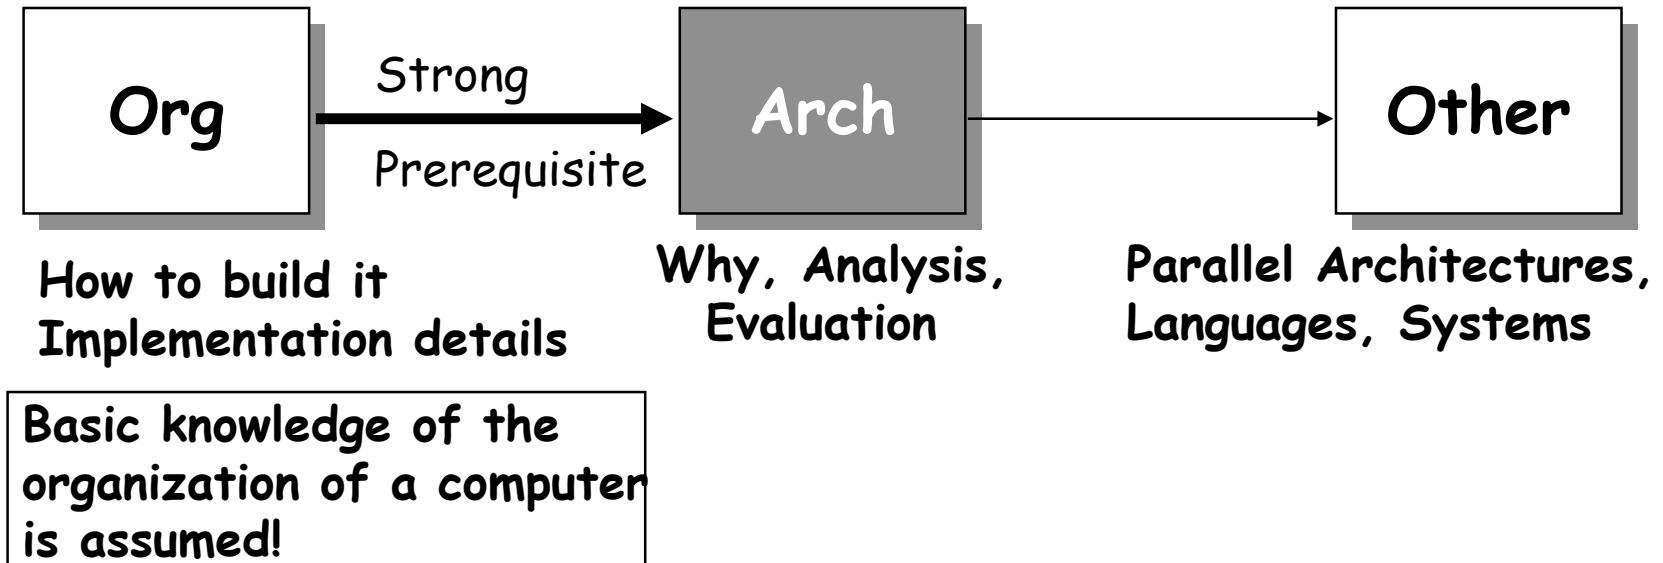 Org
Strong
Prerequisite
Arch
Other
How to build it
Implementation details
Why, Analysis,
Evaluation
Parallel Architectures,
Languages, Systems
Basic knowledge of the
organization of a computer
is assumed!